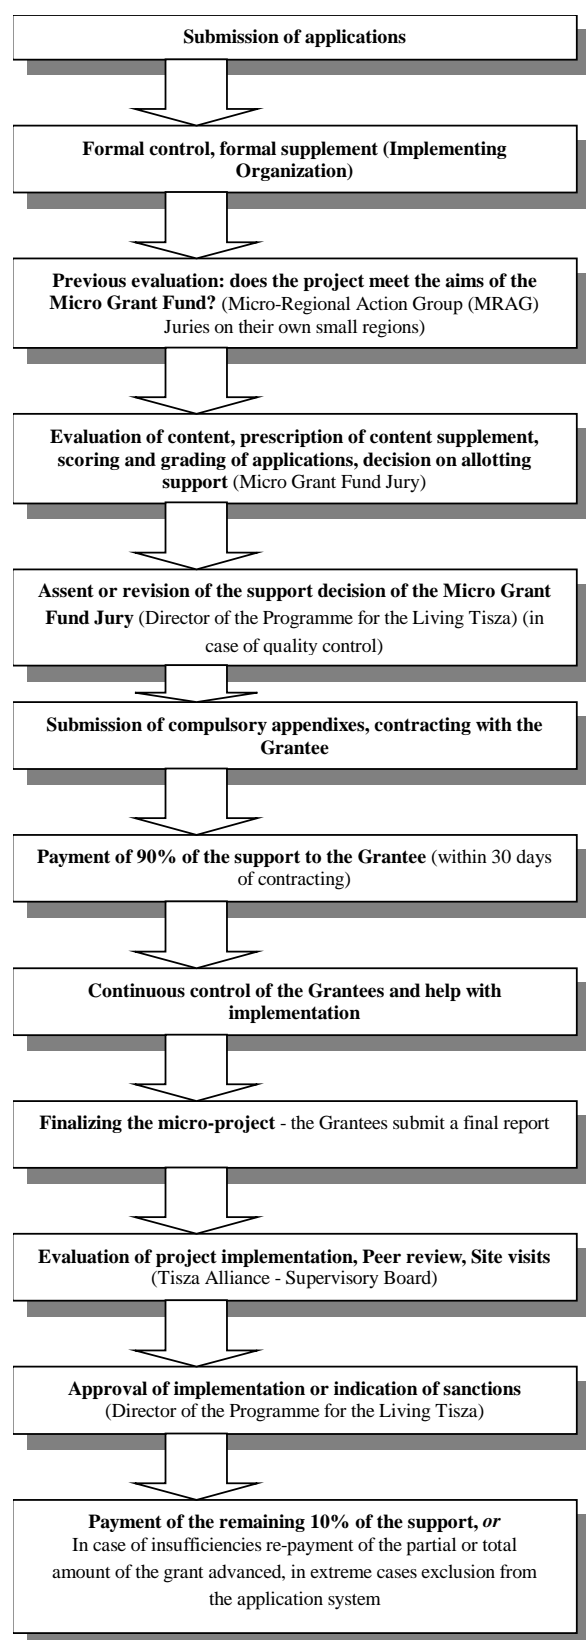 Submission of applications
Formal control, formal supplement (Implementing
Organization)
Previous evaluation: does the project meet the aims of the
Micro Grant Fund? (Micro-Regional Action Group (MRAG)
Juries on their own small regions)
Evaluation of content, prescription of content supplement,
scoring and grading of applications, decision on allotting
support (Micro Grant Fund Jury)
Assent or revision of the support decision of the Micro Grant
Fund Jury (Director of the Programme for the Living Tisza) (in
case of quality control)
Submission of compulsory appendixes, contracting with the
Grantee
Payment of 90% of the support to the Grantee (within 30 days
of contracting)
Continuous control of the Grantees and help with
implementation
Finalizing the micro-project - the Grantees submit a final report
Evaluation of project implementation, Peer review, Site visits
(Tisza Alliance - Supervisory Board)
Approval of implementation or indication of sanctions
(Director of the Programme for the Living Tisza)
Payment of the remaining 10% of the support, or
In case of insufficiencies re-payment of the partial or total
amount of the grant advanced, in extreme cases exclusion from
the application system